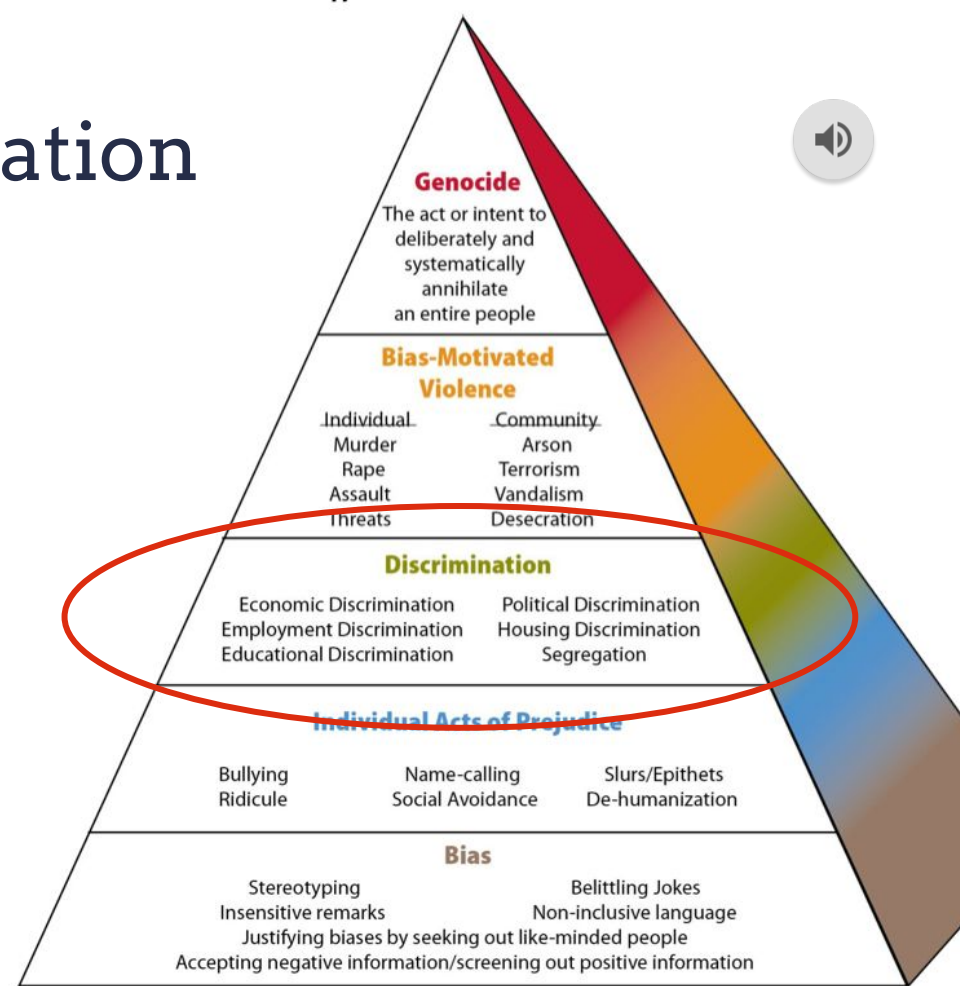 ation
Genocide
The act or intent to
deliberately and
systematically
annihilate
an entire people
Bias-Motivated
Violence
Individual Community
Murder Arson
Rape Terrorism
Assault Vandalism
Threats Desecration
Discrimination
Economic Discrimination Political Discrimination
Employment Discrimination Housing Discrimination
Educational Discrimination Segregation
Individual Acts of Prejudice
Bullying Name-calling Slurs/Epithets
Ridicule Social Avoidance De-humanization
Bias
Stereotyping Belittling Jokes
Insensitive remarks Non-inclusive language
Justifying biases by seeking out like-minded people
Accepting negative information/screening out positive information